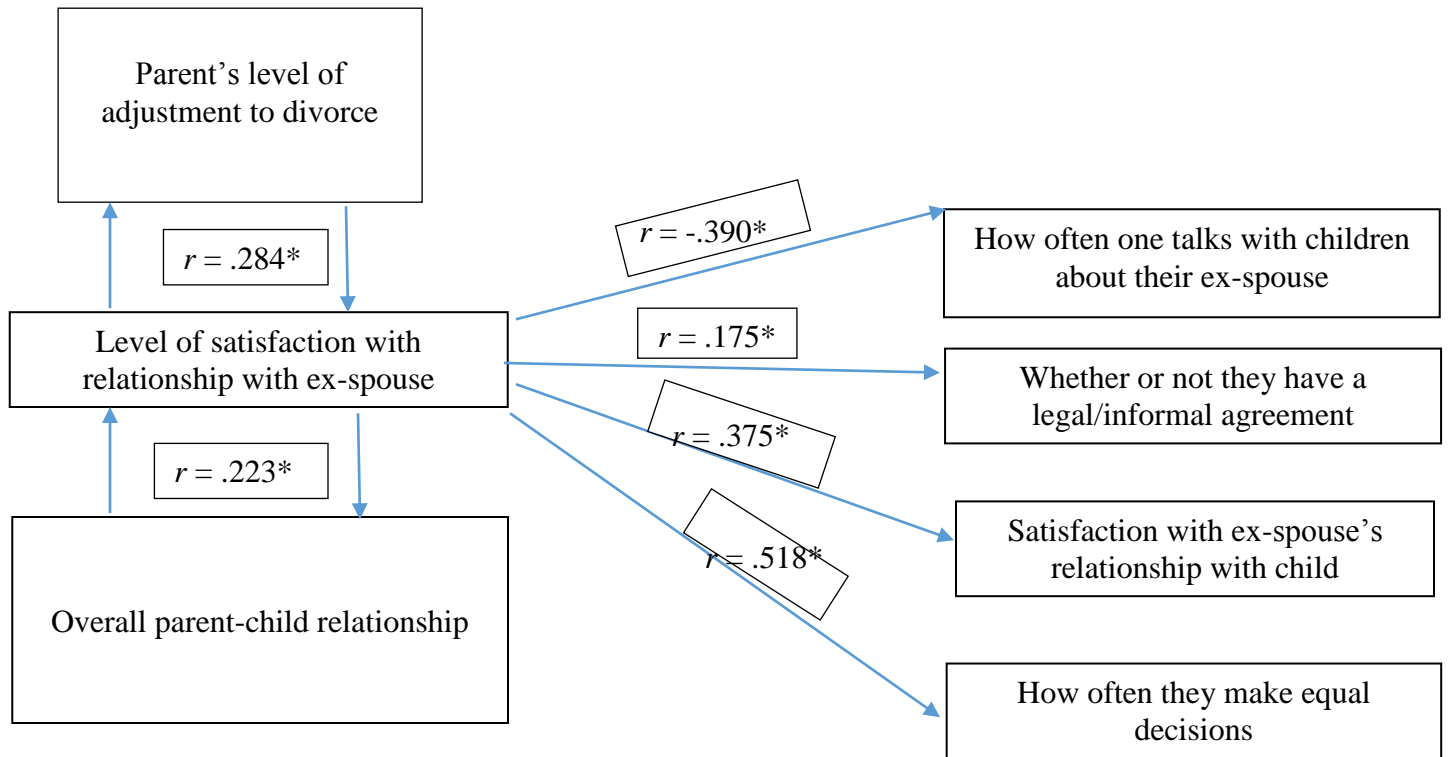 Parent’s level of
adjustment to divorce
r = .284*
Level of satisfaction with
relationship with ex-spouse
r = .223*
Overall parent-child relationship
r = -.390*
r = .175*
r = .375*
r = .518*
How often one talks with children
about their ex-spouse
Whether or not they have a
legal/informal agreement
Satisfaction with ex-spouse’s
relationship with child
How often they make equal
decisions